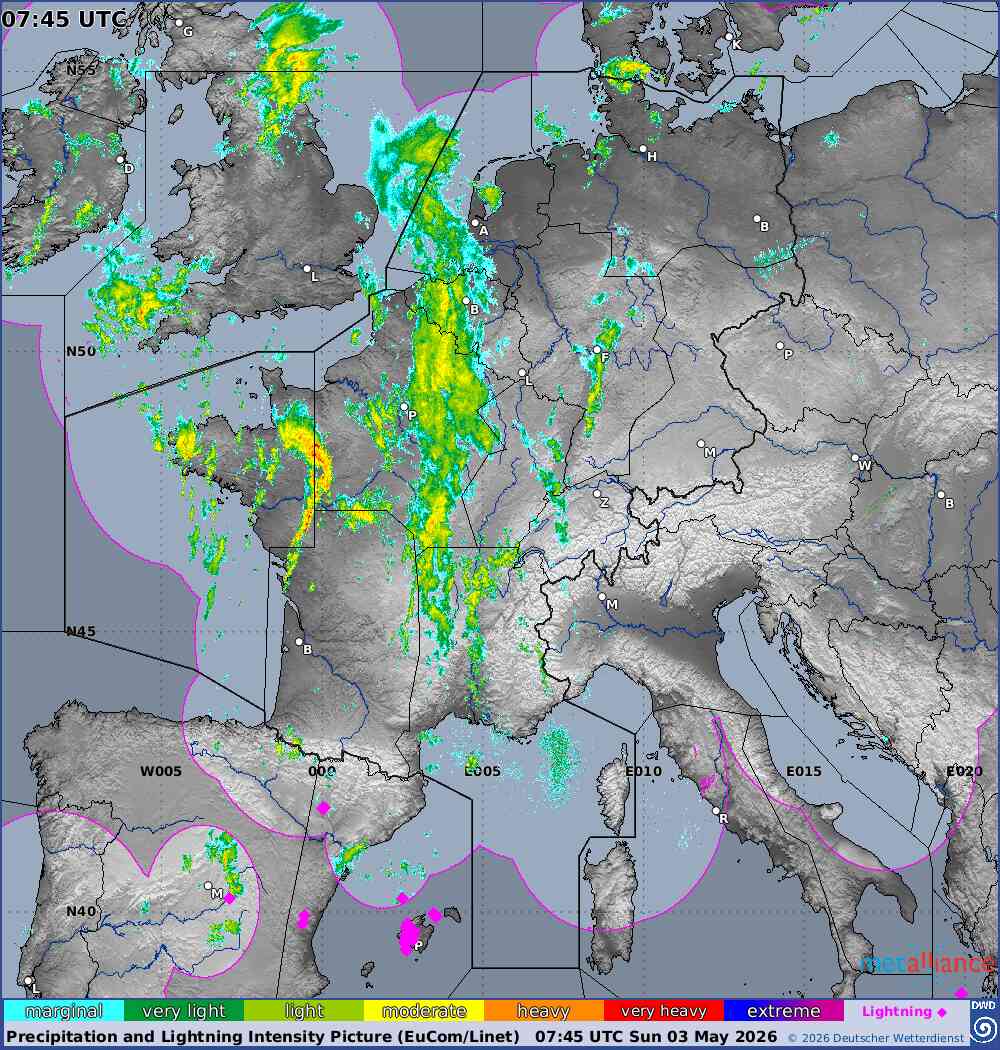 07:45 UTC
G
K
N55
D
H
A
B
L
B
N50
P
F
L
P
M
W
Z
B
M
N45
B
W005
000
E005
E010
E015
E020
R
M
N40
P
metalliance
L
marginal very light light moderate heavy very heavy extreme Lightning
DWD
Precipitation and Lightning Intensity Picture (EuCom/Linet) 07:45 UTC Sun 03 May 2026 © 2026 Deutscher Wetterdienst